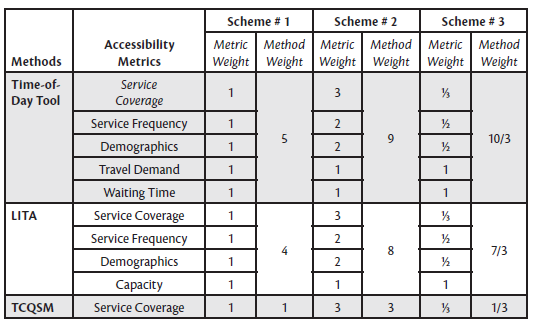 Scheme # 1 Scheme # 2 Scheme # 3
Methods Accessibility Metrics Metric Weight Method Weight Metric Weight Method Weight Metric Weight Method Weight
Time-of-Day Tool Service Coverage 1 5 3 9 ⅓ 10/3
Service Frequency 1 2 ½
Demographics 1 2 ½
Travel Demand 1 1 1
Waiting Time 1 1 1
LITA Service Coverage 1 4 3 8 ⅓ 7/3
Service Frequency 1 2 ½
Demographics 1 2 ½
Capacity 1 1 1
TCQSM Service Coverage 1 1 3 3 ⅓ 1/3